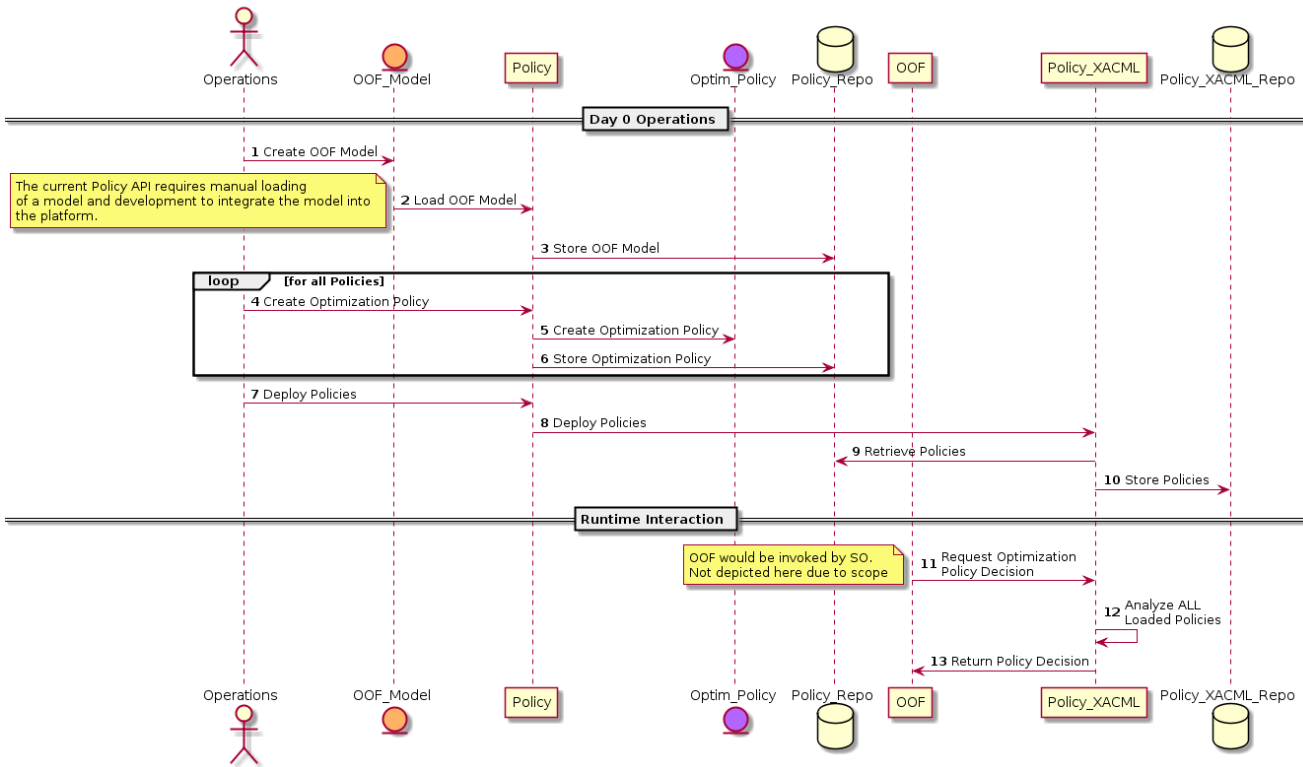 Operations
OOF_Model
Policy
Optim_Policy
Policy_Repo
OOF
Policy_XACML
Policy_XACML_Repo
Day 0 Operations
1 Create OOF Model
The current Policy API requires manual loading
of a model and development to integrate the model into
the platform.
2 Load OOF Model
3 Store OOF Model
loop [for all Policies]
4 Create Optimization Policy
5 Create Optimization Policy
6 Store Optimization Policy
7 Deploy Policies
8 Deploy Policies
9 Retrieve Policies
10 Store Policies
Runtime Interaction
OOF would be invoked by SO.
Not depicted here due to scope
11 Request Optimization
Policy Decision
12 Analyze ALL
Loaded Policies
13 Return Policy Decision
Operations
OOF_Model
Policy
Optim_Policy
Policy_Repo
OOF
Policy_XACML
Policy_XACML_Repo